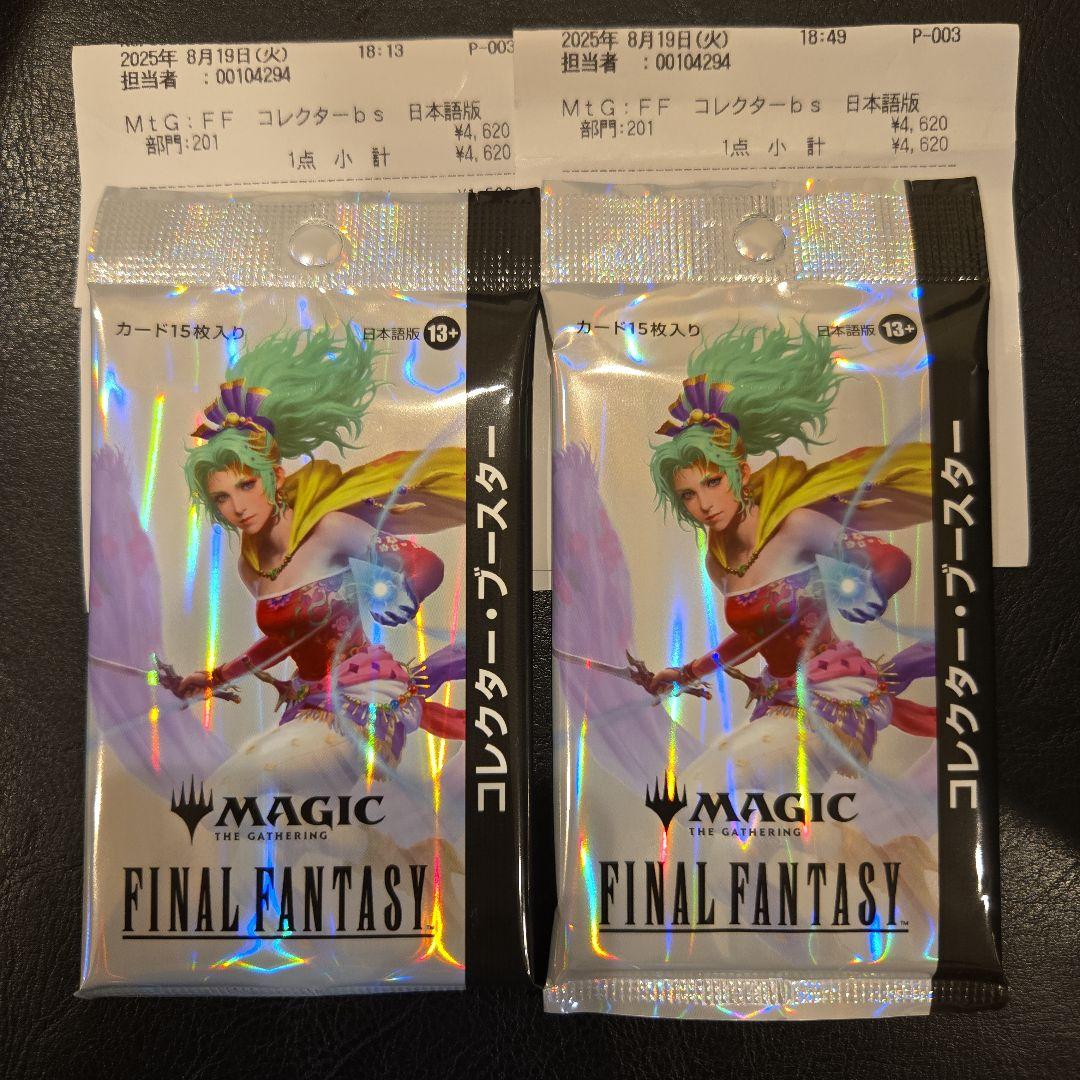 2025年 8月19日(火) 18:13 P-003
担当者 :00104294
MtG:FF コレクターbs 日本語版
¥4,620
部門:201
1点 小 計 ¥4,620
2025年 8月19日(火) 18:49 P-003
担当者 :00104294
MtG:FF コレクターbs 日本語版
¥4,620
部門:201
1点 小 計 ¥4,620
カード15枚入り 日本語版 13+
コレクター・ブースター
MAGIC
THE GATHERING
FINAL FANTASY™
カード15枚入り 日本語版 13+
コレクター・ブースター
MAGIC
THE GATHERING
FINAL FANTASY™